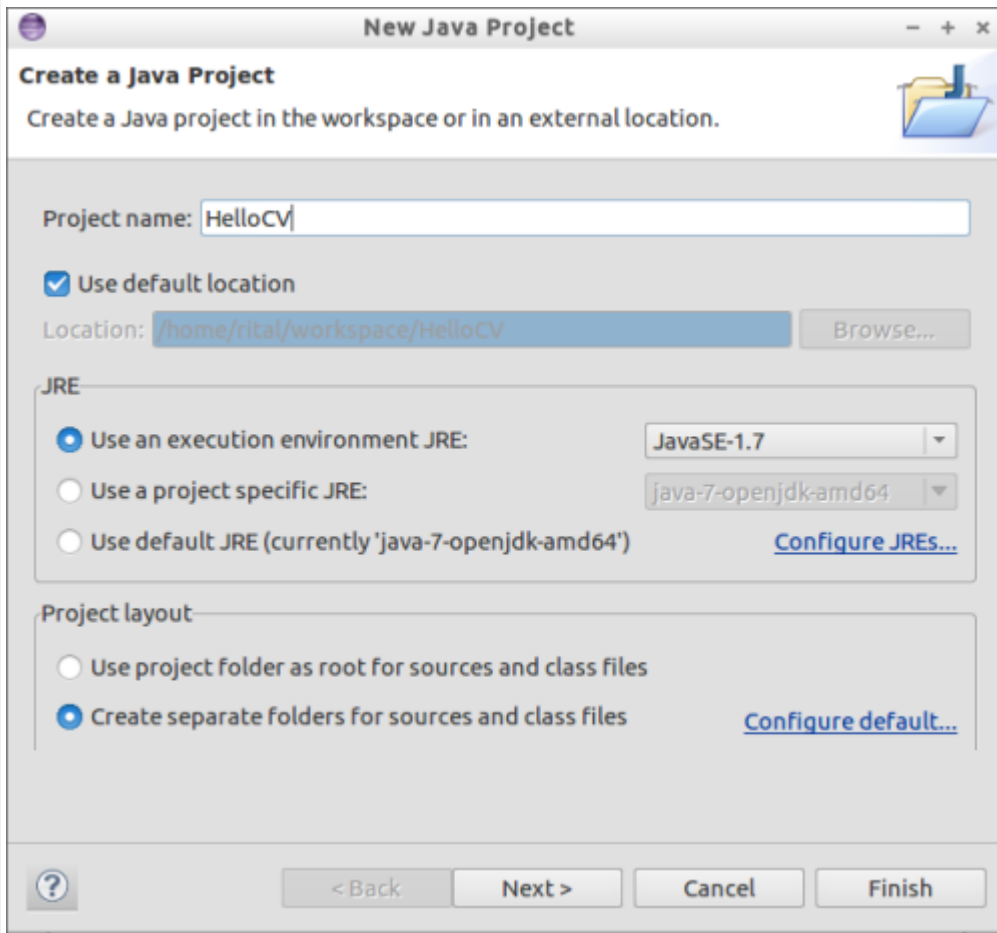 New Java Project
Create a Java Project
Create a Java project in the workspace or in an external location.
Project name: HelloCV
Use default location
Location: /home/rital/workspace/HelloCV Browse...
JRE
Use an execution environment JRE: JavaSE-1.7
Use a project specific JRE: java-7-openjdk-amd64
Use default JRE (currently 'java-7-openjdk-amd64') Configure JREs...
Project layout
Use project folder as root for sources and class files
Create separate folders for sources and class files Configure default...
? < Back Next > Cancel Finish